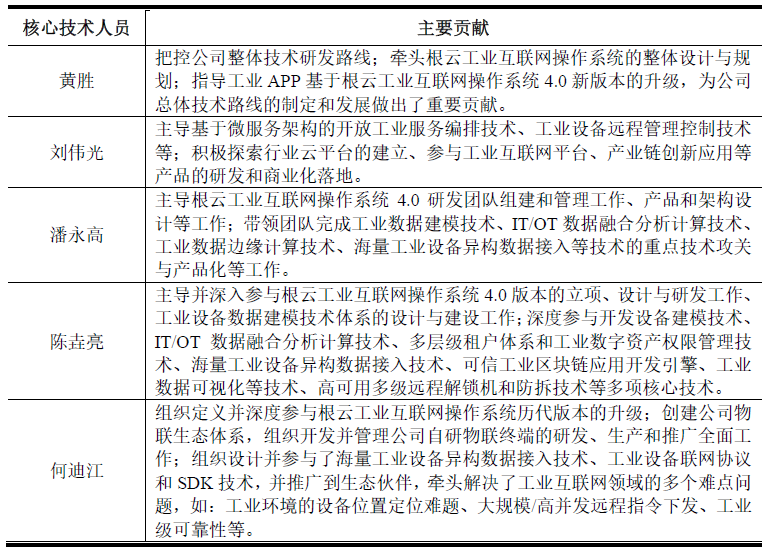 核心技术人员 主要贡献
把控公司整体技术研发路线；牵头根云工业互联网操作系统的整体设计与规
黄胜 划；指导工业 APP 基于根云工业互联网操作系统 4.0 新版本的升级，为公司
总体技术路线的制定和发展做出了重要贡献。
主导基于微服务架构的开放工业服务编排技术、工业设备远程管理控制技术
刘伟光 等；积极探索行业云平台的建立、参与工业互联网平台、产业链创新应用等
产品的研发和商业化落地。
主导根云工业互联网操作系统 4.0 研发团队组建和管理工作、产品和架构设
计等工作；带领团队完成工业数据建模技术、IT/OT 数据融合分析计算技术、
潘永高 工业数据边缘计算技术、海量工业设备异构数据接入等技术的重点技术攻关
与产品化等工作。
主导并深入参与根云工业互联网操作系统 4.0 版本的立项、设计与研发工作、
工业设备数据建模技术体系的设计与建设工作；深度参与开发设备建模技术、
陈垚亮 IT/OT 数据融合分析计算技术、多层级租户体系和工业数字资产权限管理技
术、海量工业设备异构数据接入技术、可信工业区块链应用开发引擎、工业
数据可视化等技术、高可用多级远程解锁机和防拆技术等多项核心技术。
组织定义并深度参与根云工业互联网操作系统历代版本的升级；创建公司物
联生态体系，组织开发并管理公司自研物联终端的研发、生产和推广全面工
何迪江 作；组织设计并参与了海量工业设备异构数据接入技术、工业设备联网协议
和 SDK 技术，并推广到生态伙伴，牵头解决了工业互联网领域的多个难点问
题，如：工业环境的设备位置定位难题、大规模/高并发远程指令下发、工业
级可靠性等。